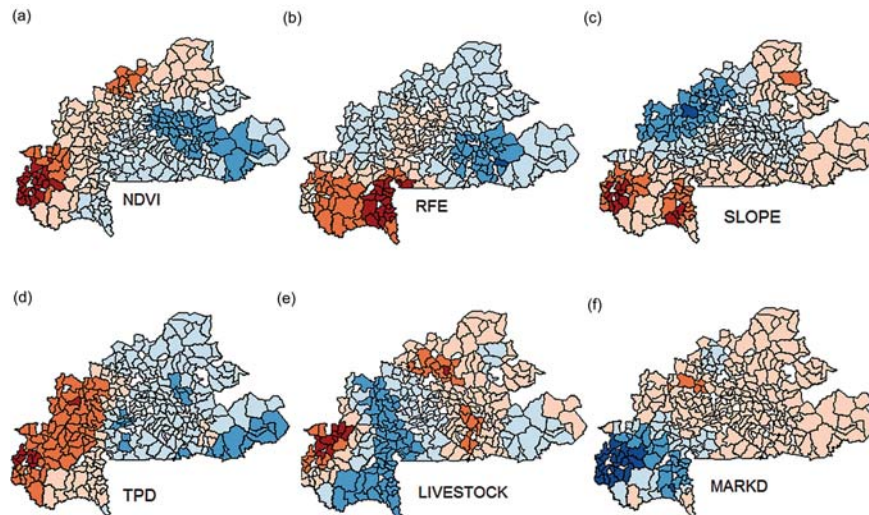 (a)
(b)
(c)
NDVI
RFE
SLOPE
(d)
(e)
(f)
TPD
LIVESTOCK
MARKD